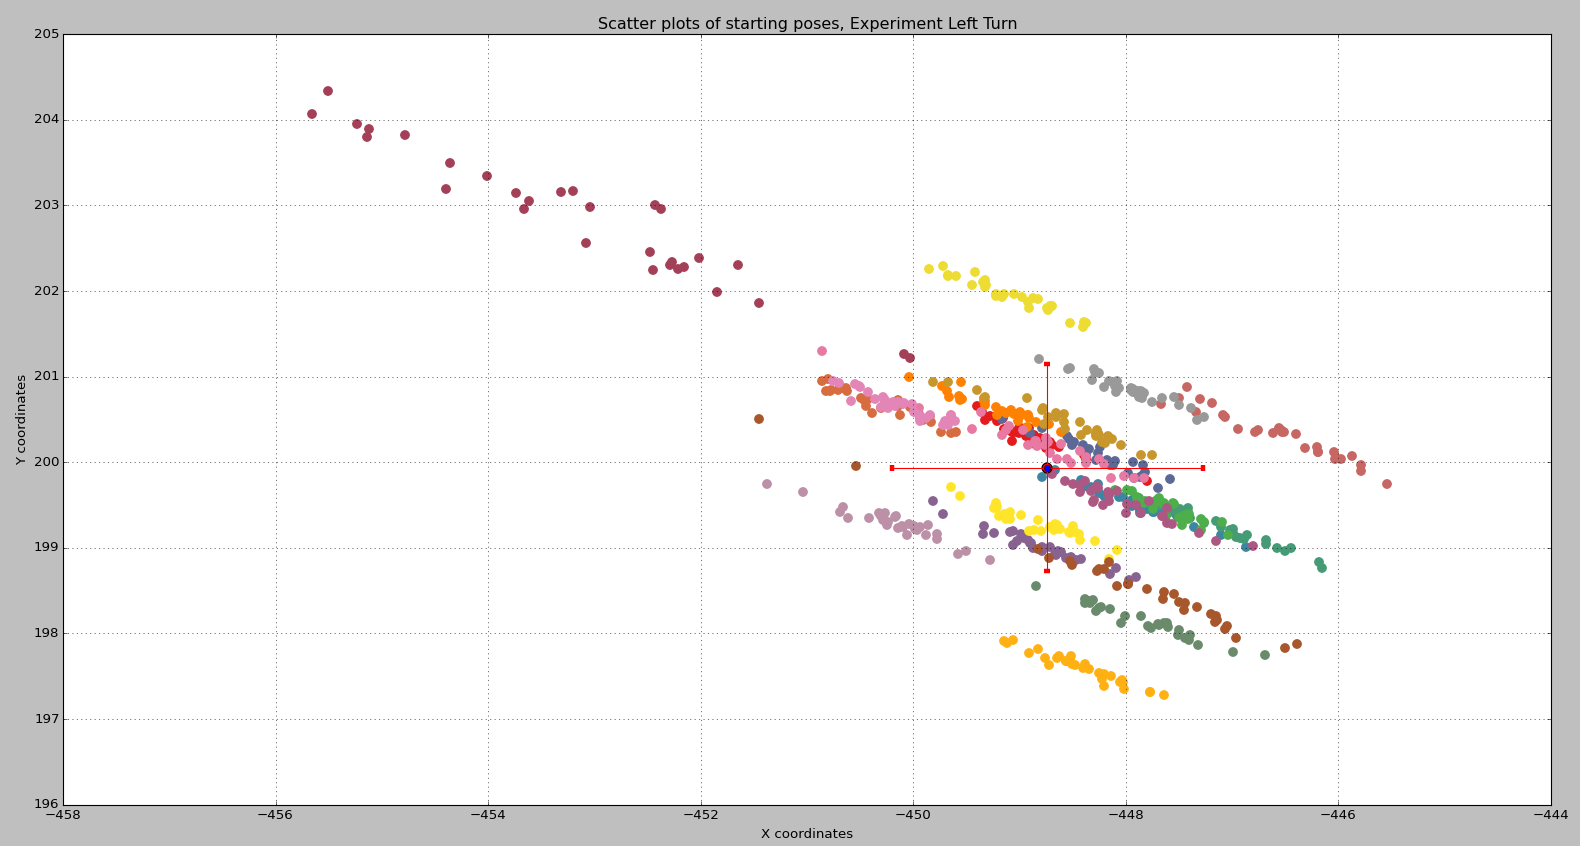 Scatter plots of starting poses, Experiment Left Turn
205
204
203
202
201
200
199
198
197
196
Y coordinates
−458 −456 −454 −452 −450 −448 −446 −444
X coordinates